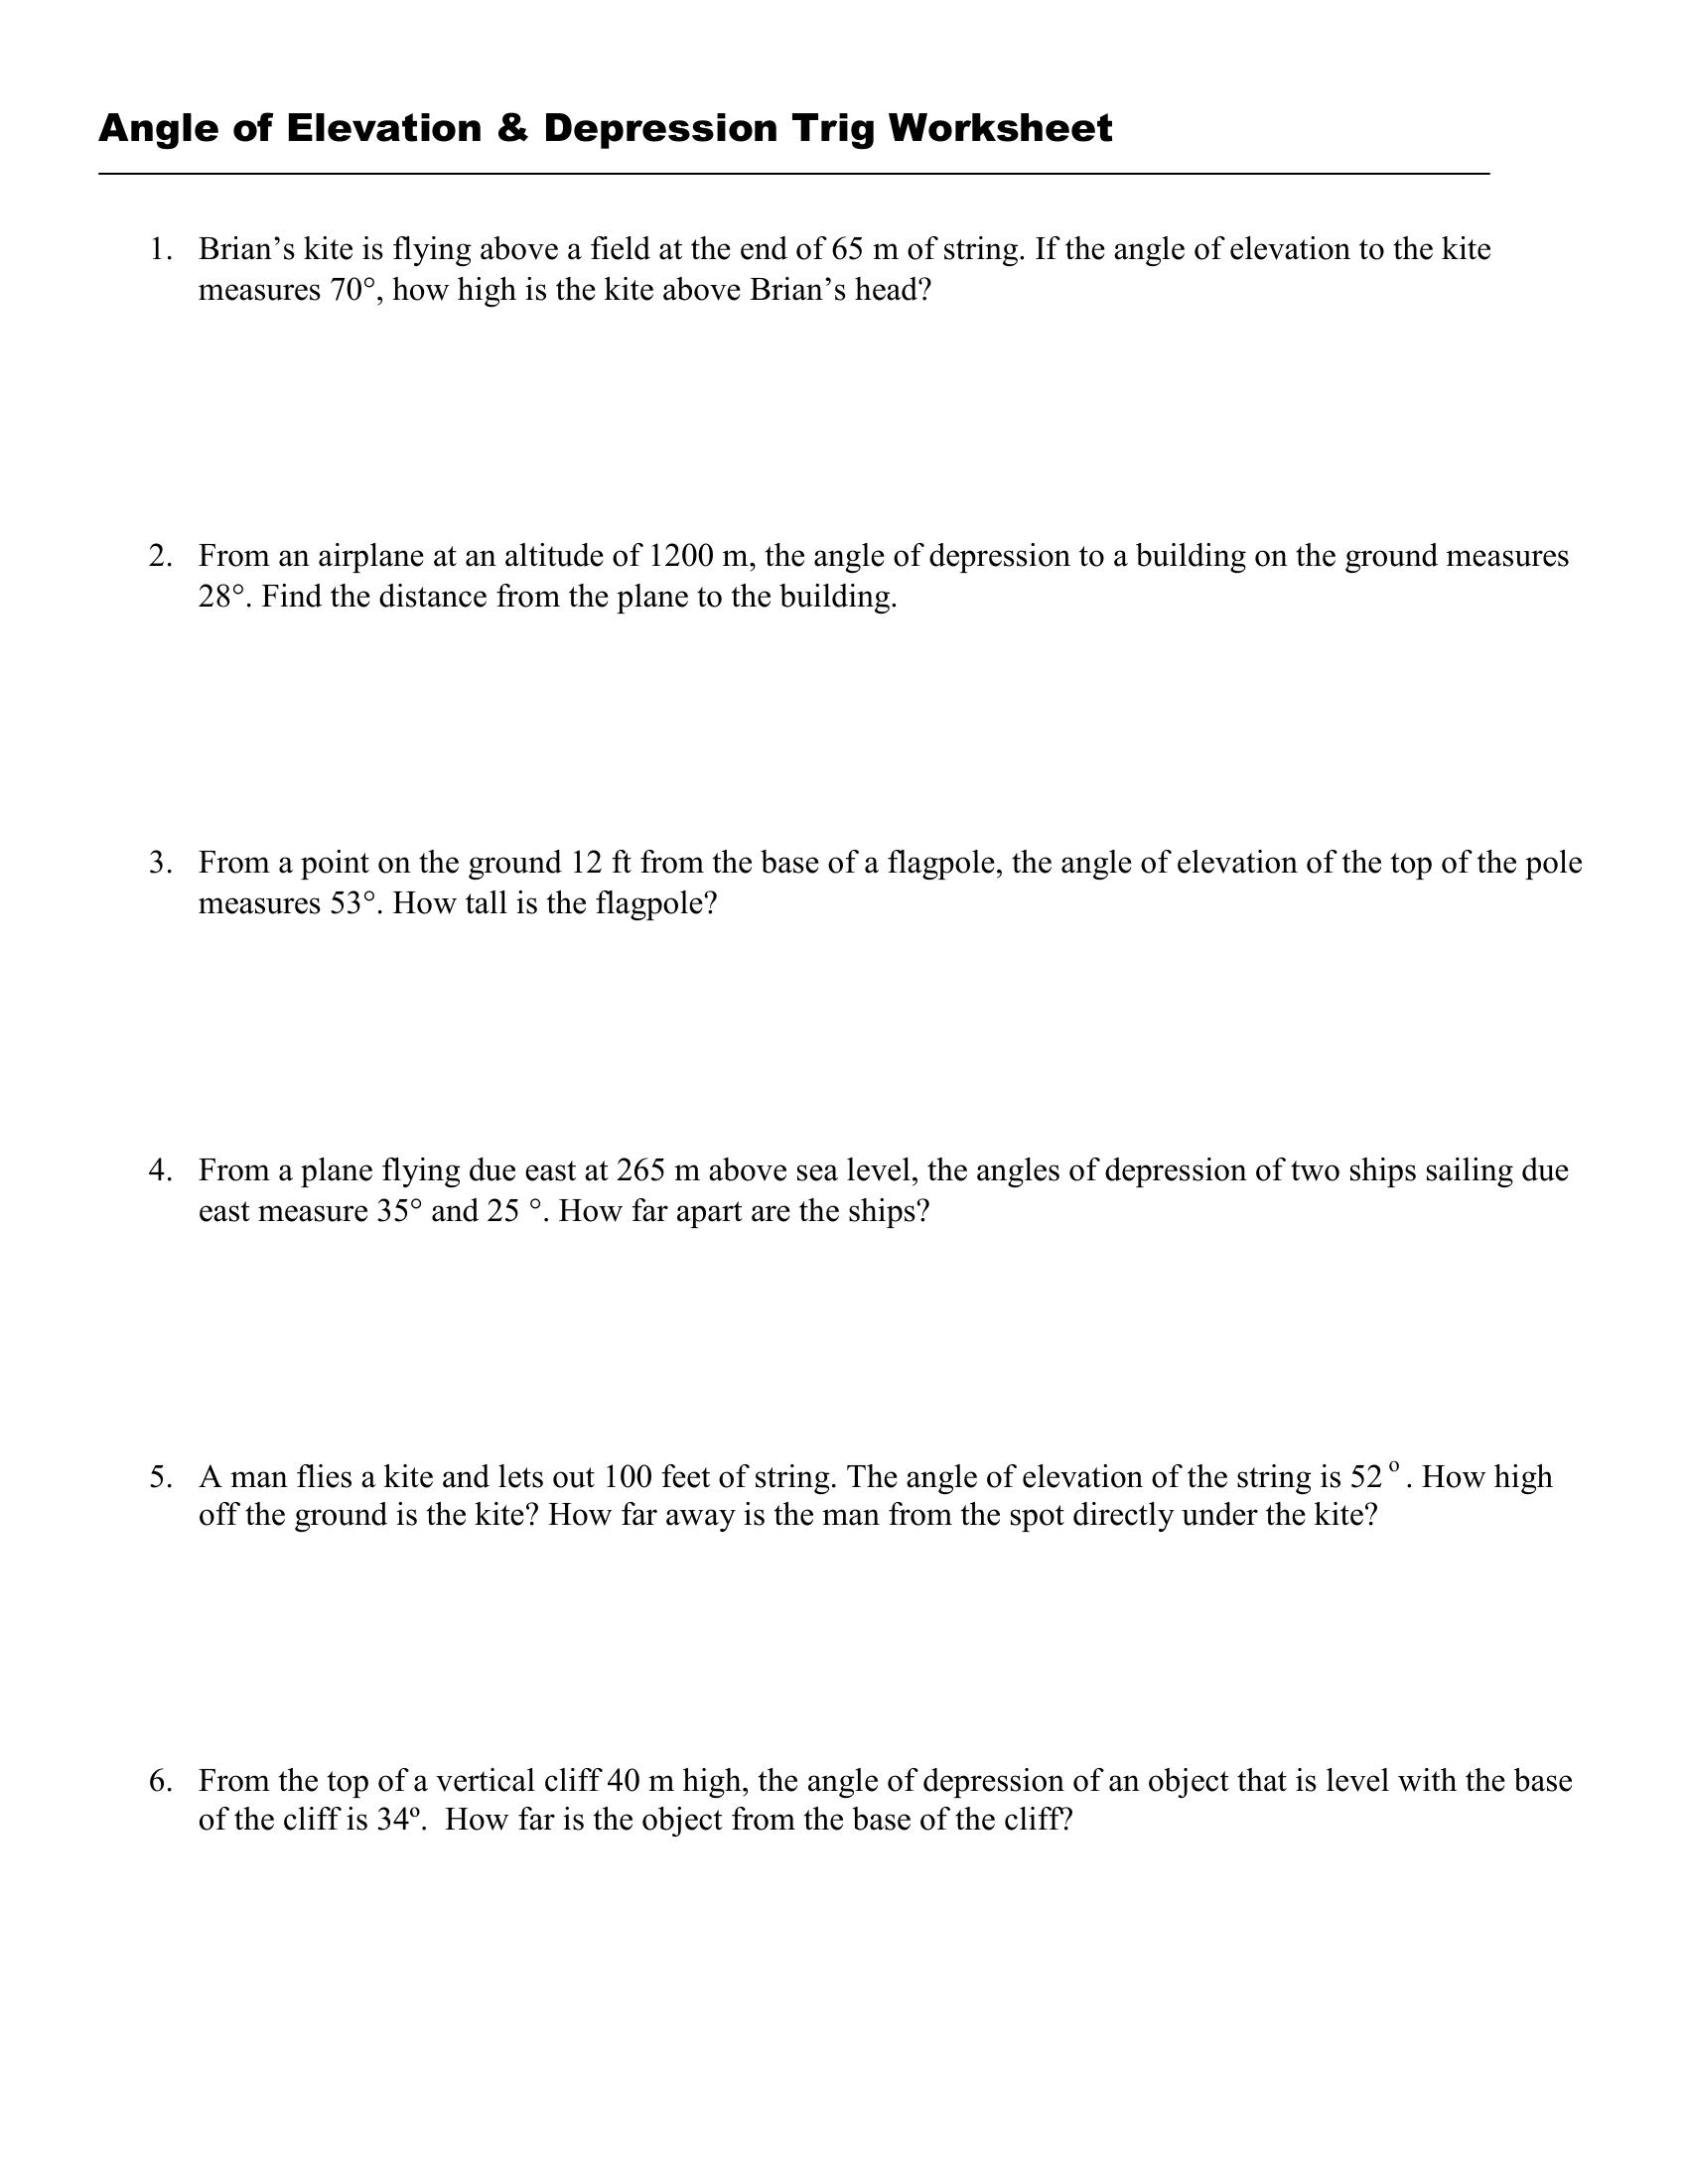 Angle of Elevation & Depression Trig Worksheet
1. Brian’s kite is flying above a field at the end of 65 m of string. If the angle of elevation to the kite
measures 70°, how high is the kite above Brian’s head?
2. From an airplane at an altitude of 1200 m, the angle of depression to a building on the ground measures
28°. Find the distance from the plane to the building.
3. From a point on the ground 12 ft from the base of a flagpole, the angle of elevation of the top of the pole
measures 53°. How tall is the flagpole?
4. From a plane flying due east at 265 m above sea level, the angles of depression of two ships sailing due
east measure 35° and 25 °. How far apart are the ships?
5. A man flies a kite and lets out 100 feet of string. The angle of elevation of the string is 52 º . How high
off the ground is the kite? How far away is the man from the spot directly under the kite?
6. From the top of a vertical cliff 40 m high, the angle of depression of an object that is level with the base
of the cliff is 34º.  How far is the object from the base of the cliff?